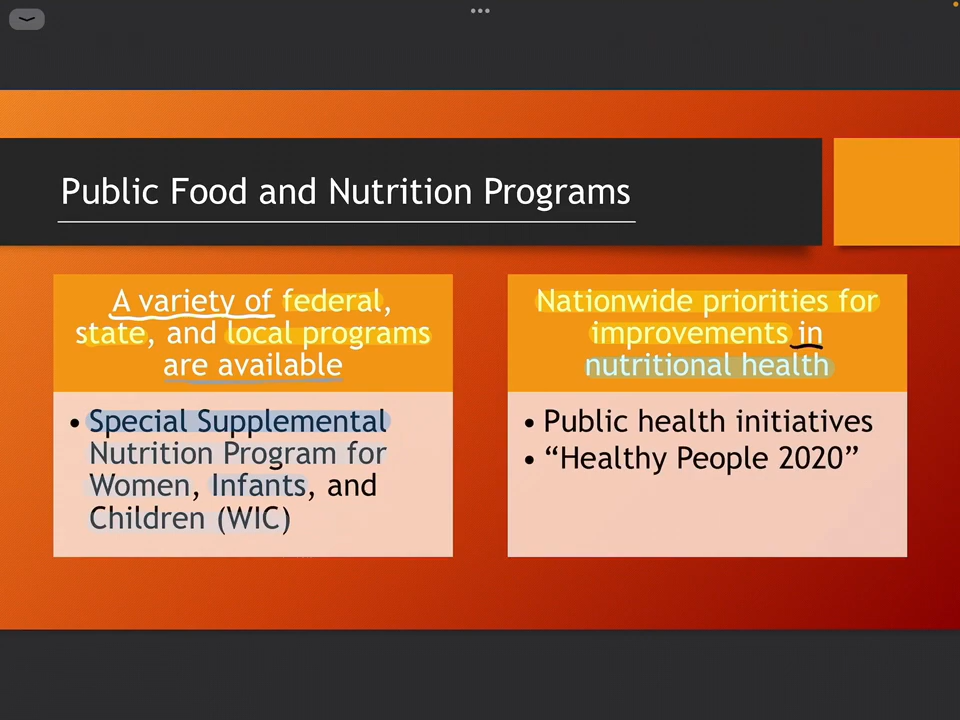 Public Food and Nutrition Programs
A variety of federal,
state, and local programs
are available
• Special Supplemental
Nutrition Program for
Women, Infants, and
Children (WIC)
Nationwide priorities for
improvements in
nutritional health
• Public health initiatives
• “Healthy People 2020”